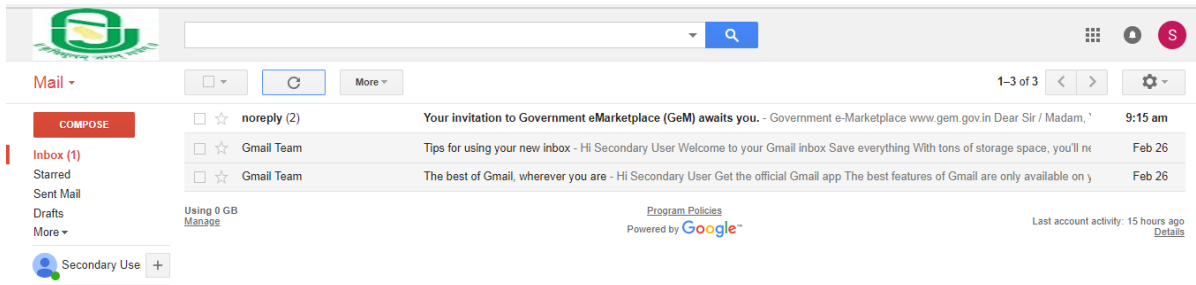 S
Mail
More
1–3 of 3
COMPOSE
noreply (2) Your invitation to Government eMarketplace (GeM) awaits you. - Government e-Marketplace www.gem.gov.in Dear Sir / Madam, 9:15 am
Inbox (1)
Gmail Team Tips for using your new inbox - Hi Secondary User Welcome to your Gmail inbox Save everything With tons of storage space, you'll ne Feb 26
Starred
Gmail Team The best of Gmail, wherever you are - Hi Secondary User Get the official Gmail app The best features of Gmail are only available on y Feb 26
Sent Mail
Drafts
More
Using 0 GB
Manage
Program Policies
Powered by Google™
Last account activity: 15 hours ago
Details
Secondary Use